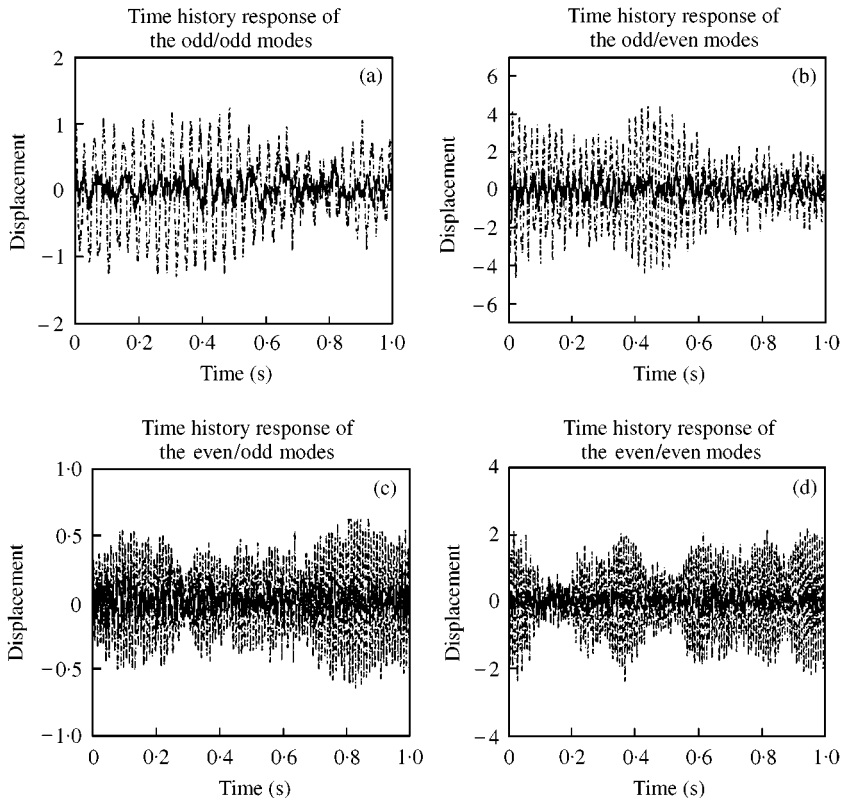 Time history response of
the odd/odd modes
2
1
0
−1
−2
(a)
Displacement
0
0·2
0·4
0·6
0·8
1·0
Time (s)
Time history response of
the odd/even modes
6
4
2
0
−2
−4
−6
(b)
Displacement
0
0·2
0·4
0·6
0·8
1·0
Time (s)
Time history response of
the even/odd modes
1·0
0·5
0
−0·5
−1·0
(c)
Displacement
0
0·2
0·4
0·6
0·8
1·0
Time (s)
Time history response of
the even/even modes
4
2
0
−2
−4
(d)
Displacement
0
0·2
0·4
0·6
0·8
1·0
Time (s)